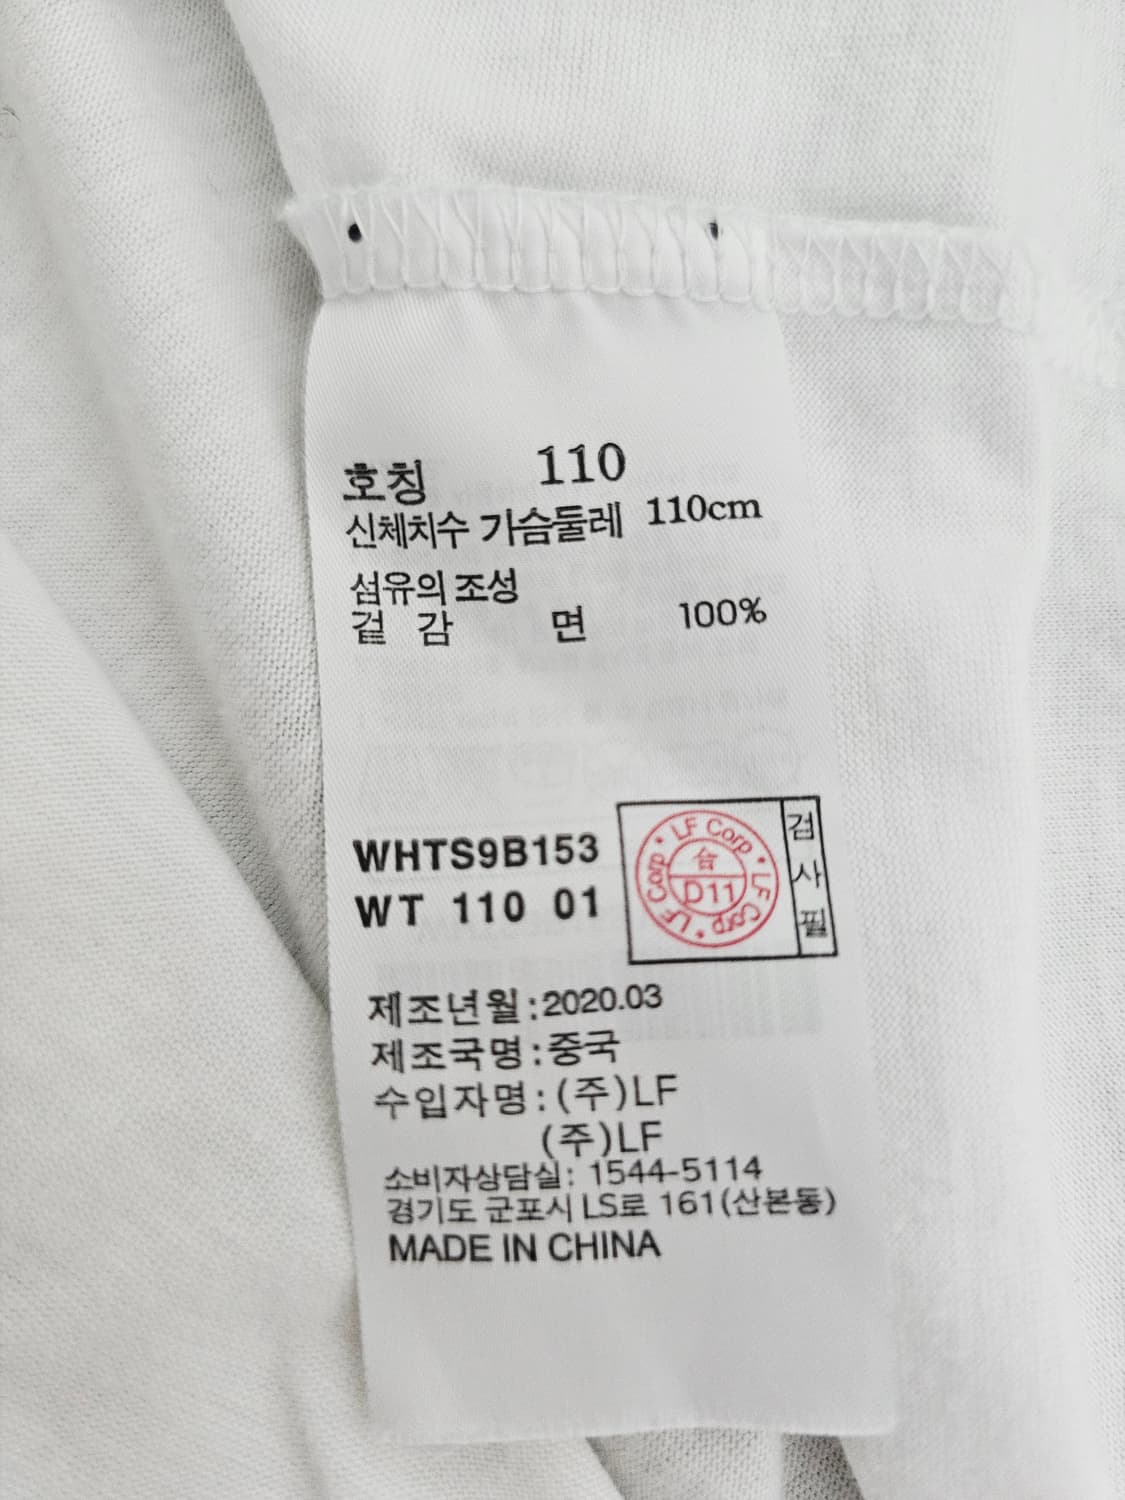 호칭 110
신체치수 가슴둘레 110cm
섬유의 조성
겉 감 면 100%
WHTS9B153
WT 110 01
LF Corp • LF Corp • LF Corp •
合
D11
검
사
필
제조년월:2020.03
제조국명:중국
수입자명:(주)LF
(주)LF
소비자상담실: 1544-5114
경기도 군포시 LS로 161(산본동)
MADE IN CHINA